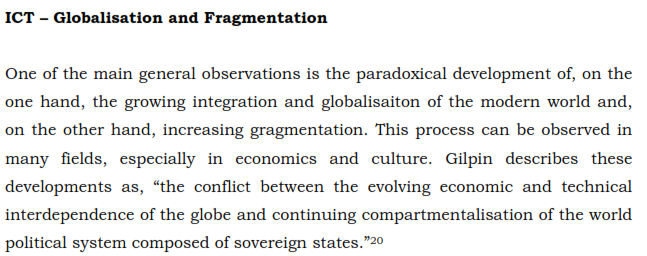 ICT – Globalisation and Fragmentation
One of the main general observations is the paradoxical development of, on the
one hand, the growing integration and globalisaiton of the modern world and,
on the other hand, increasing gragmentation. This process can be observed in
many fields, especially in economics and culture. Gilpin describes these
developments as, “the conflict between the evolving economic and technical
interdependence of the globe and continuing compartmentalisation of the world
political system composed of sovereign states.”20